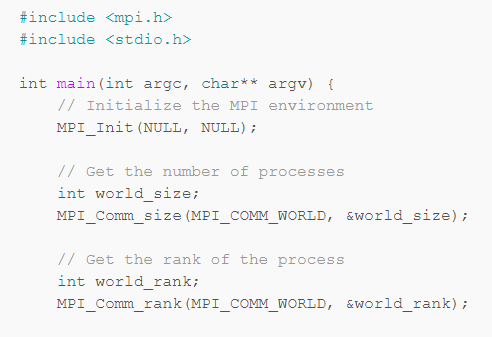 #include <mpi.h>
#include <stdio.h>

int main(int argc, char** argv) {
    // Initialize the MPI environment
    MPI_Init(NULL, NULL);

    // Get the number of processes
    int world_size;
    MPI_Comm_size(MPI_COMM_WORLD, &world_size);

    // Get the rank of the process
    int world_rank;
    MPI_Comm_rank(MPI_COMM_WORLD, &world_rank);